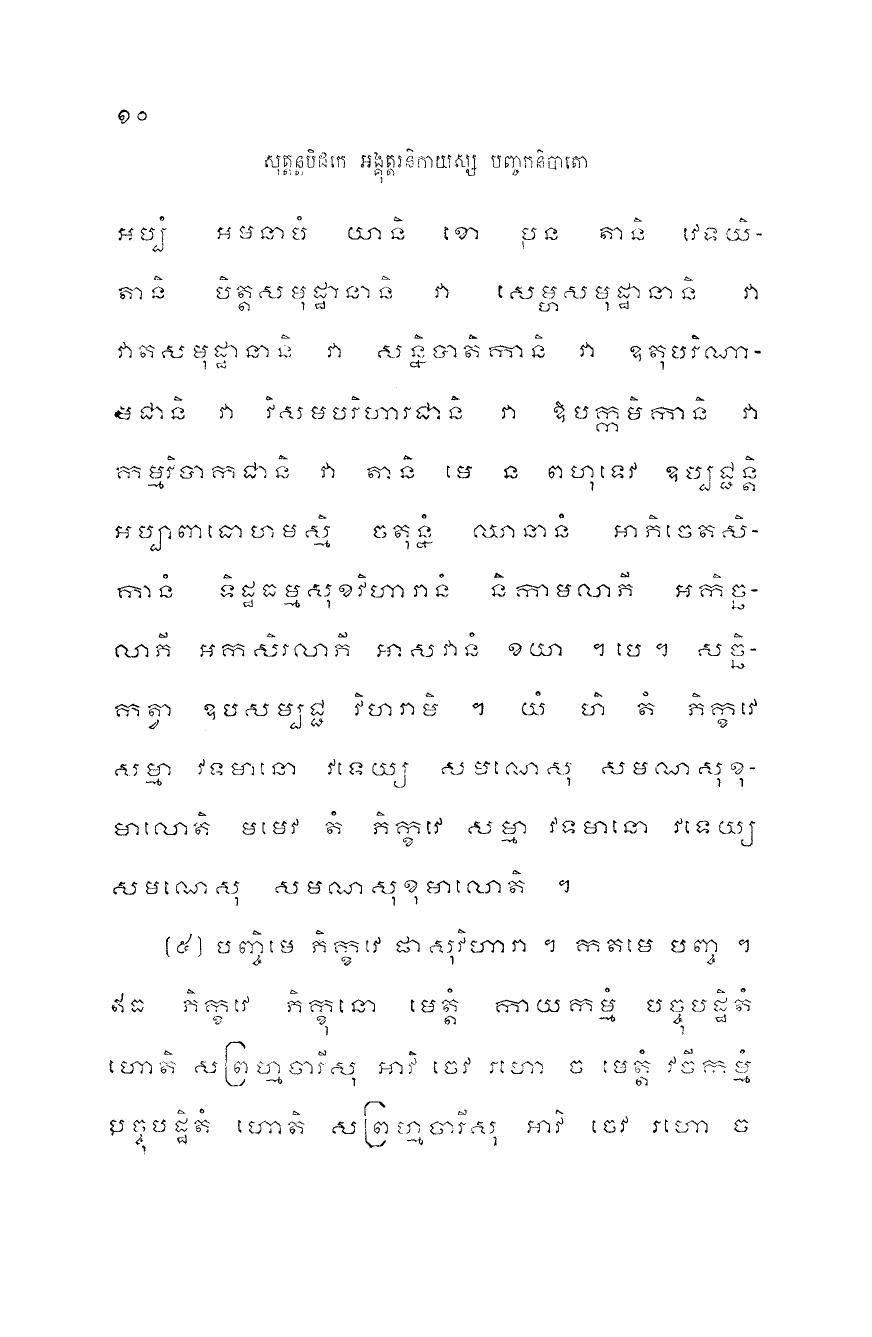 ១០
សុត្តន្តបិដកេ អង្គុត្តរនិកាយស្ស បញ្ចកនិបាតោ
អប្បំ អមនាបំ យានិ ខោ បុន តានិ វេទយិ-
តានិ បិត្តសមុដ្ឋានានិ វា សេម្ហសមុដ្ឋានានិ វា
វាតសមុដ្ឋានានិ វា សន្និបាតិកានិ វា ឧតុបរិណា-
មជានិ វា វិសមបរិហារជានិ វា ឱបក្កមិកានិ វា
កម្មវិបាកជានិ វា តានិ មេ ន ពហុទេវ ឧប្បជ្ជន្តិ
អប្បាពាធោហមស្មិ ចតុន្នំ ឈានានំ អាភិចេតសិ-
កានំ ទិដ្ឋធម្មសុខវិហារានំ និកាមលាភី អកិច្ឆ-
លាភី អកសិរលាភី អាសវានំ ខយា ។បេ។ សច្ឆិ-
កត្វា ឧបសម្បជ្ជ វិហរាមិ ។ យំ ហិ តំ ភិក្ខវេ
សម្មា វទមានោ វទេយ្យ សមណេសុ សមណសុខុ-
មាលោតិ មមេវ តំ ភិក្ខវេ សម្មា វទមានោ វទេយ្យ
សមណេសុ សមណសុខុមាលោតិ ។
(៥) បញ្ចិមេ ភិក្ខវេ ផាសុវិហារា ។ កតមេ បញ្ច ។
ឥធ ភិក្ខវេ ភិក្ខុនោ មេត្តំ កាយកម្មំ បច្ចុបដ្ឋិតំ
ហោតិ សព្រហ្មចារីសុ អាវិ ចេវ រហោ ច មេត្តំ វចីកម្មំ
បច្ចុបដ្ឋិតំ ហោតិ សព្រហ្មចារីសុ អាវិ ចេវ រហោ ច